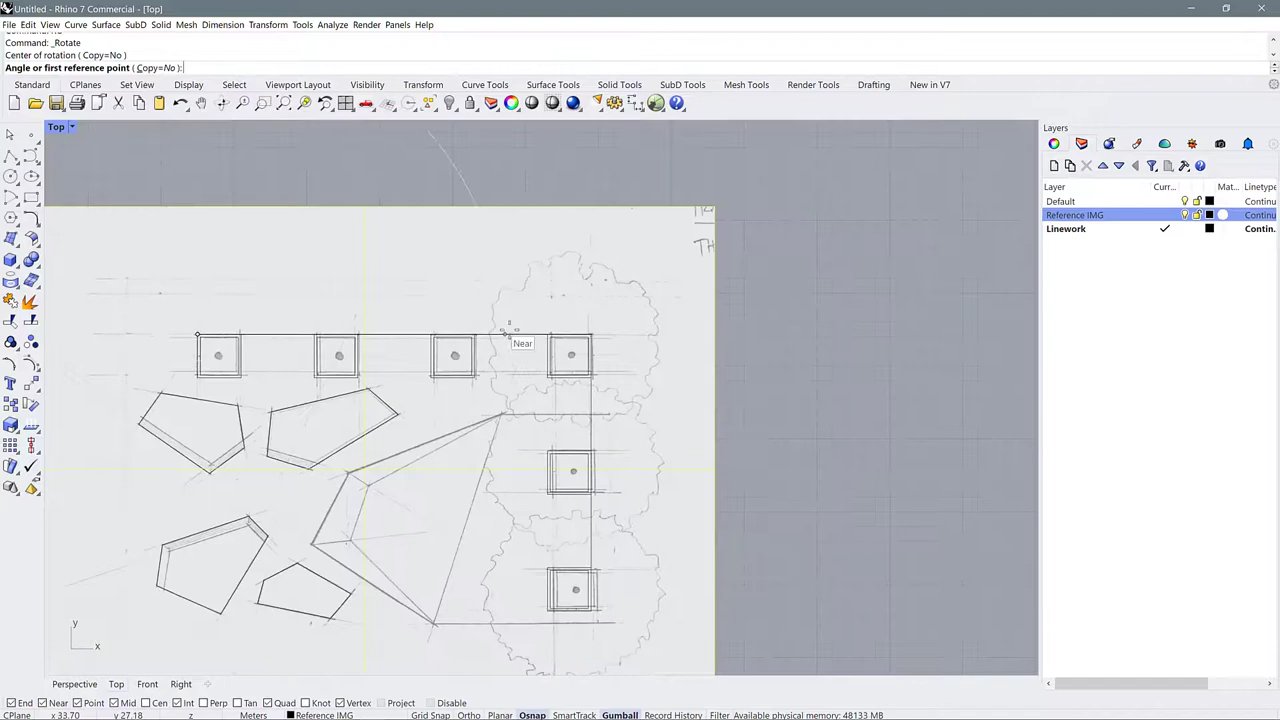 Untitled - Rhino 7 Commercial - [Top]
File Edit View Curve Surface SubD Solid Mesh Dimension Transform Tools Analyze Render Panels Help
Command: _Rotate
Center of rotation ( Copy=No )
Angle or first reference point ( Copy=No ):
Standard CPlanes Set View Display Select Viewport Layout Visibility Transform Curve Tools Surface Tools Solid Tools SubD Tools Mesh Tools Render Tools Drafting New in V7
Top
Layers
Layer Curr... Mat... Linetype
Default Continu
Reference IMG Continu
Linework Contin.
TH
Near
y
x
Perspective Top Front Right
End Near Point Mid Cen Int Perp Tan Quad Knot Vertex Project Disable
CPlane x 33.70 y 27.18 z Meters Reference IMG Grid Snap Ortho Planar Osnap SmartTrack Gumball Record History Filter Available physical memory: 48133 MB